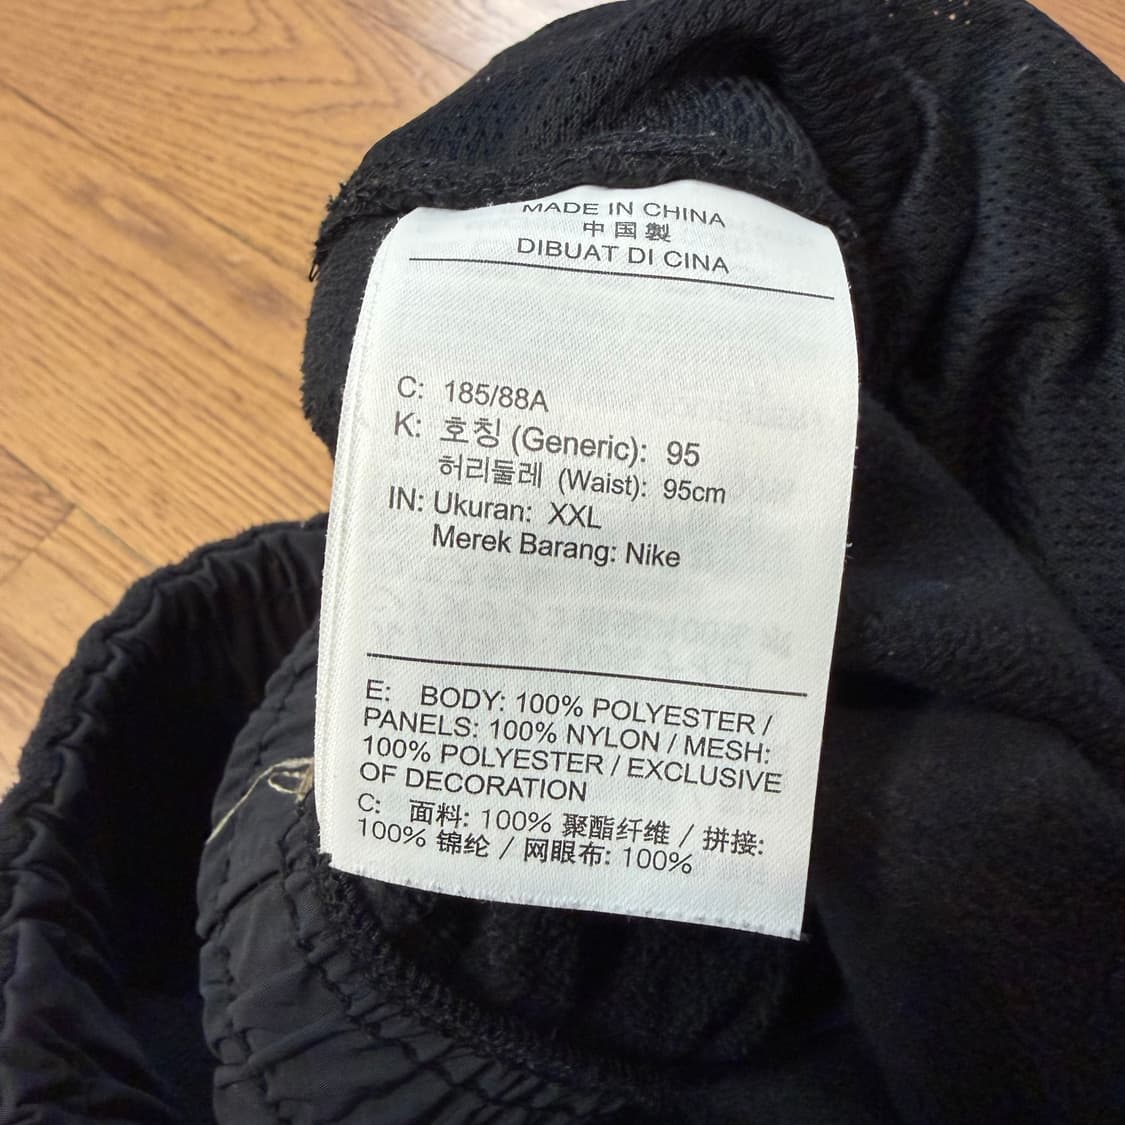 MADE IN CHINA
中国製
DIBUAT DI CINA
C: 185/88A
K: 호칭 (Generic): 95
허리둘레 (Waist): 95cm
IN: Ukuran: XXL
Merek Barang: Nike
E: BODY: 100% POLYESTER /
PANELS: 100% NYLON / MESH:
100% POLYESTER / EXCLUSIVE
OF DECORATION
C: 面料: 100% 聚酯纤维 / 拼接:
100% 锦纶 / 网眼布: 100%